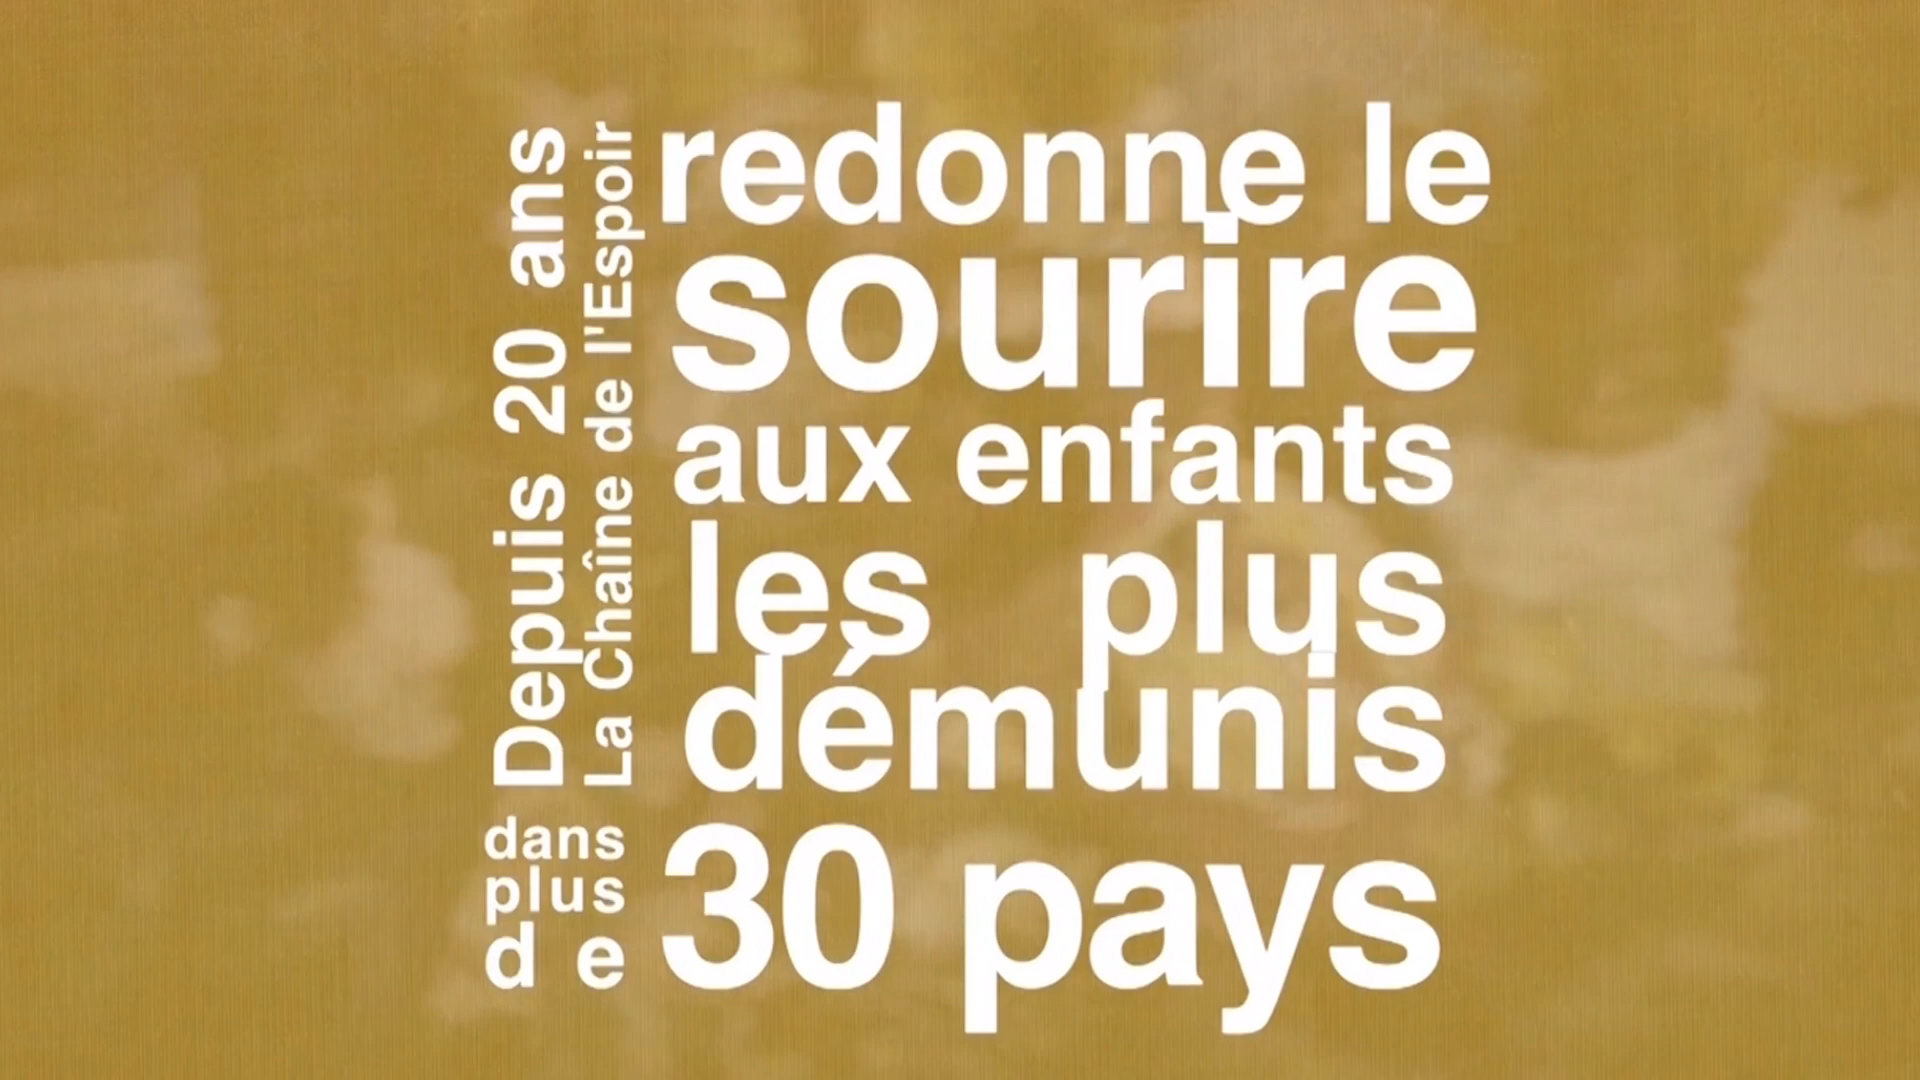 Depuis 20 ans
La Chaîne de l'Espoir
redonne le
sourire
aux enfants
les plus
démunis
dans
plus
de
30 pays